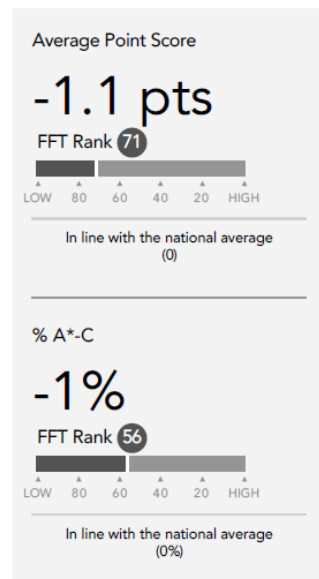 Average Point Score
-1.1 pts
FFT Rank 71
LOW 80 60 40 20 HIGH
In line with the national average
(0)
% A*-C
-1%
FFT Rank 56
LOW 80 60 40 20 HIGH
In line with the national average
(0%)